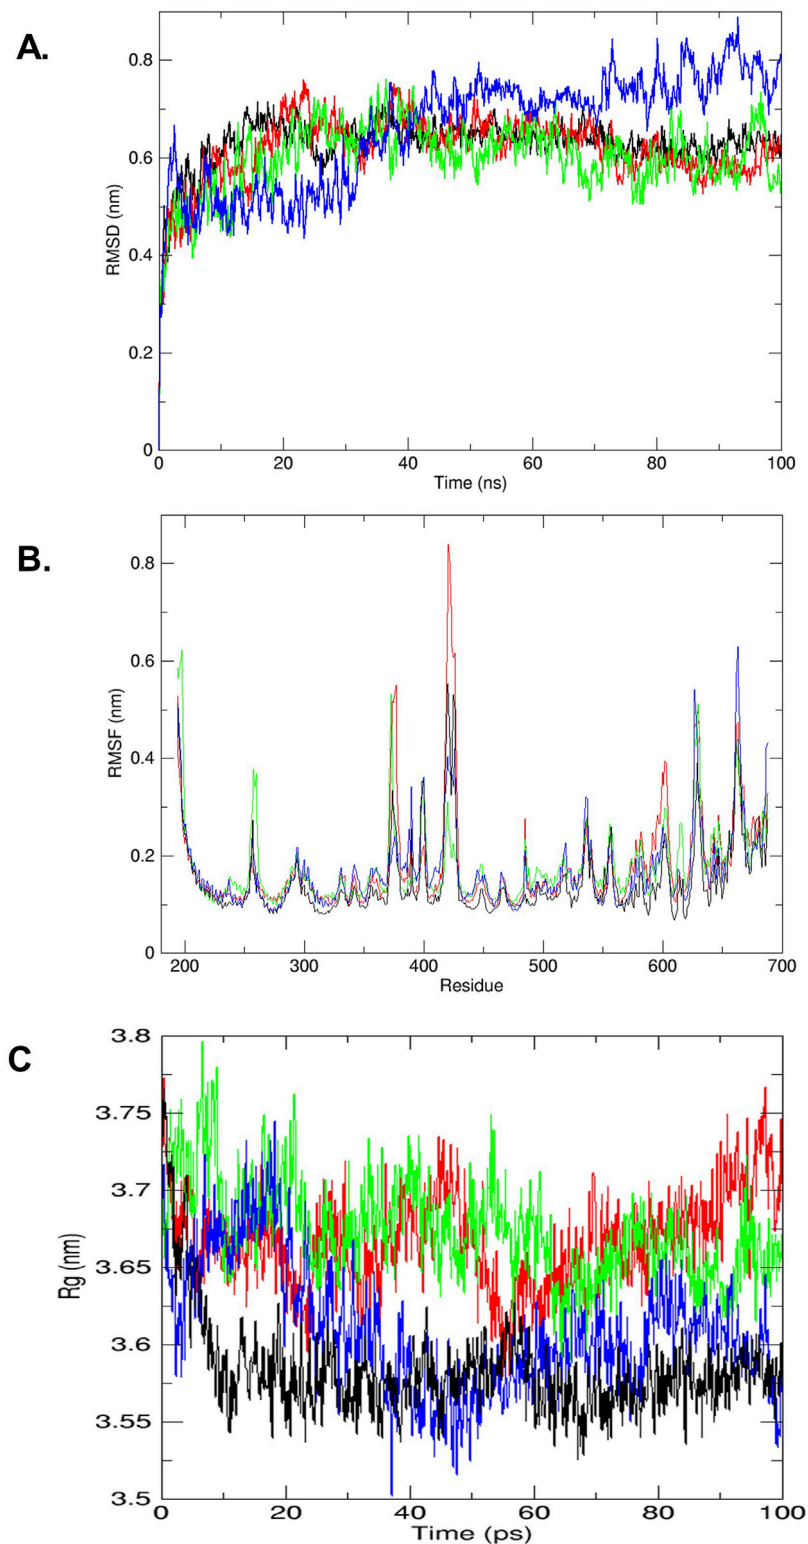 A.
0.8
0.6
0.4
0.2
0
RMSD (nm)
0 20 40 60 80 100
Time (ns)
B.
0.8
0.6
0.4
0.2
0
RMSF (nm)
200 300 400 500 600 700
Residue
C
3.8
3.75
3.7
3.65
3.6
3.55
3.5
Rg (nm)
0 20 40 60 80 100
Time (ps)